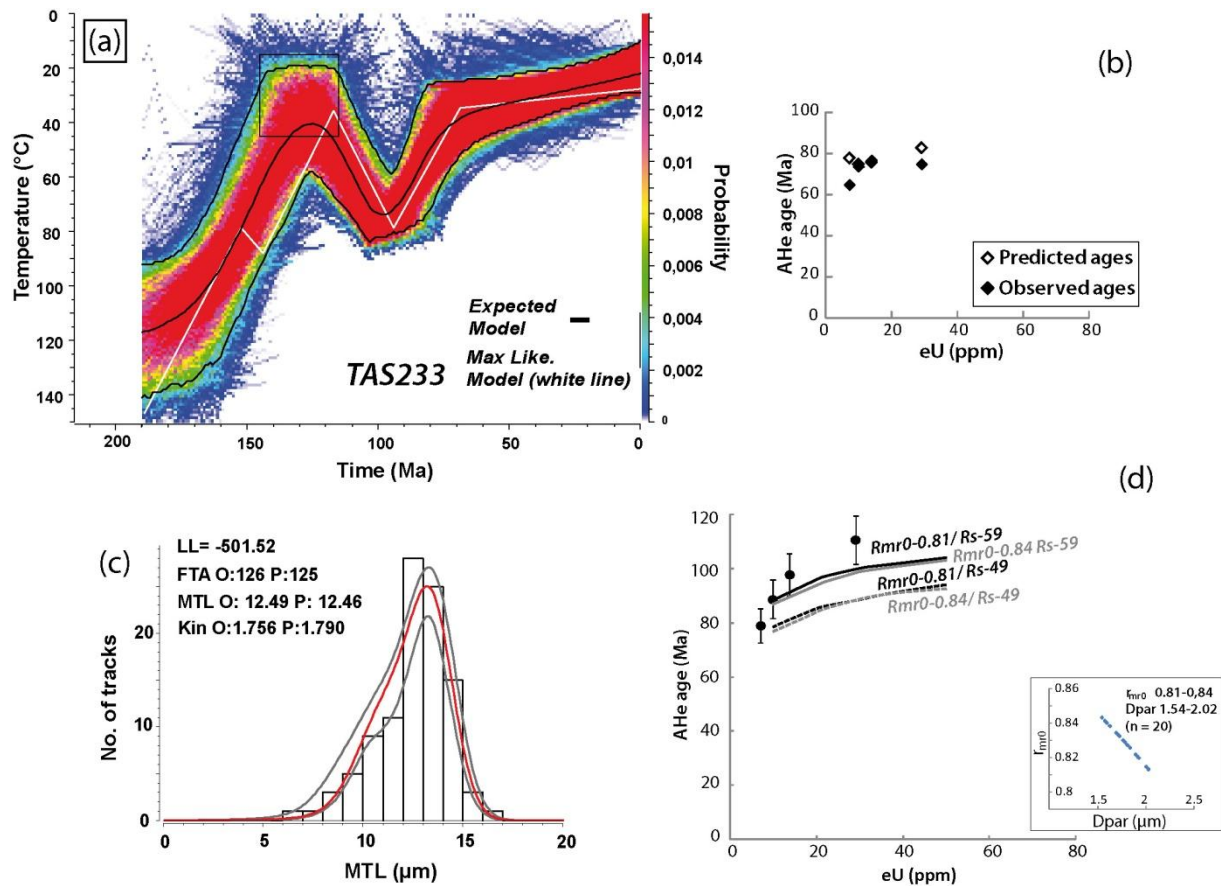 (a)
0
20
40
60
80
100
120
140
Temperature (°C)
200
150
100
50
0
Time (Ma)
Expected
Model
Max Like.
Model (white line)
TAS233
0,014
0,012
0,01
0,008
0,006
0,004
0,002
0
Probability
(b)
100
80
60
40
20
0
AHe age (Ma)
0 20 40 60 80
eU (ppm)
Predicted ages
Observed ages
(c)
LL= -501.52
FTA O:126 P:125
MTL O: 12.49 P: 12.46
Kin O:1.756 P:1.790
20
10
0
No. of tracks
0 5 10 15 20
MTL (µm)
(d)
120
100
80
60
40
20
0
AHe age (Ma)
Rmr0-0.81/ Rs-59
Rmr0-0.84 Rs-59
Rmr0-0.81/ Rs-49
Rmr0-0.84/ Rs-49
0 20 40 60 80
eU (ppm)
0.86
0.84
0.82
0.8
rmr0
rmr0 0.81-0,84
Dpar 1.54-2.02
(n = 20)
1.5 2 2.5
Dpar (µm)